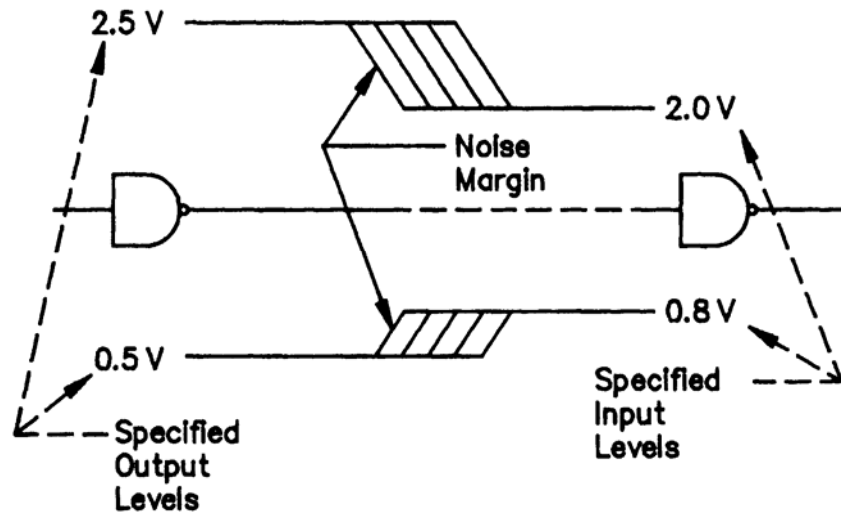 2.5 V
2.0 V
Noise
Margin
0.8 V
0.5 V
Specified
Input
Levels
Specified
Output
Levels